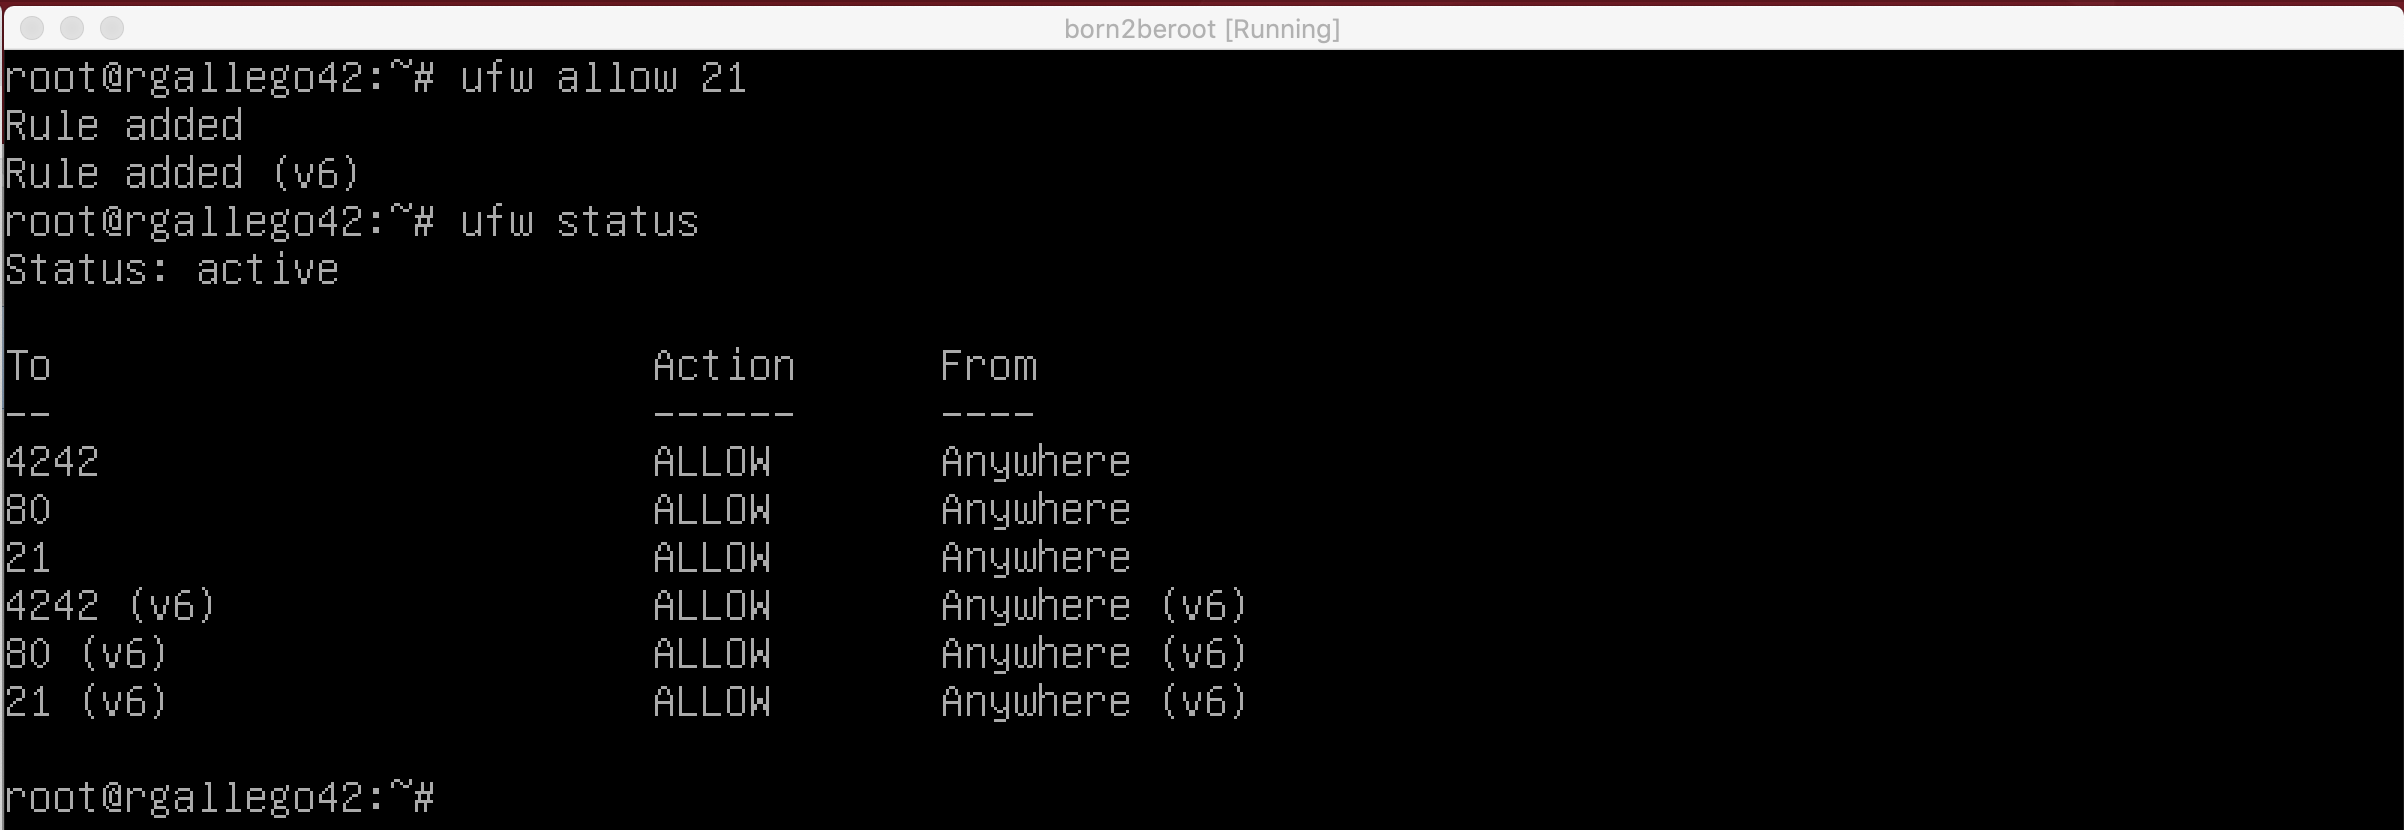 born2beroot [Running]
root@rgallego42:~# ufw allow 21
Rule added
Rule added (v6)
root@rgallego42:~# ufw status
Status: active
To                         Action      From
--                         ------      ----
4242                       ALLOW       Anywhere
80                         ALLOW       Anywhere
21                         ALLOW       Anywhere
4242 (v6)                  ALLOW       Anywhere (v6)
80 (v6)                    ALLOW       Anywhere (v6)
21 (v6)                    ALLOW       Anywhere (v6)
root@rgallego42:~#